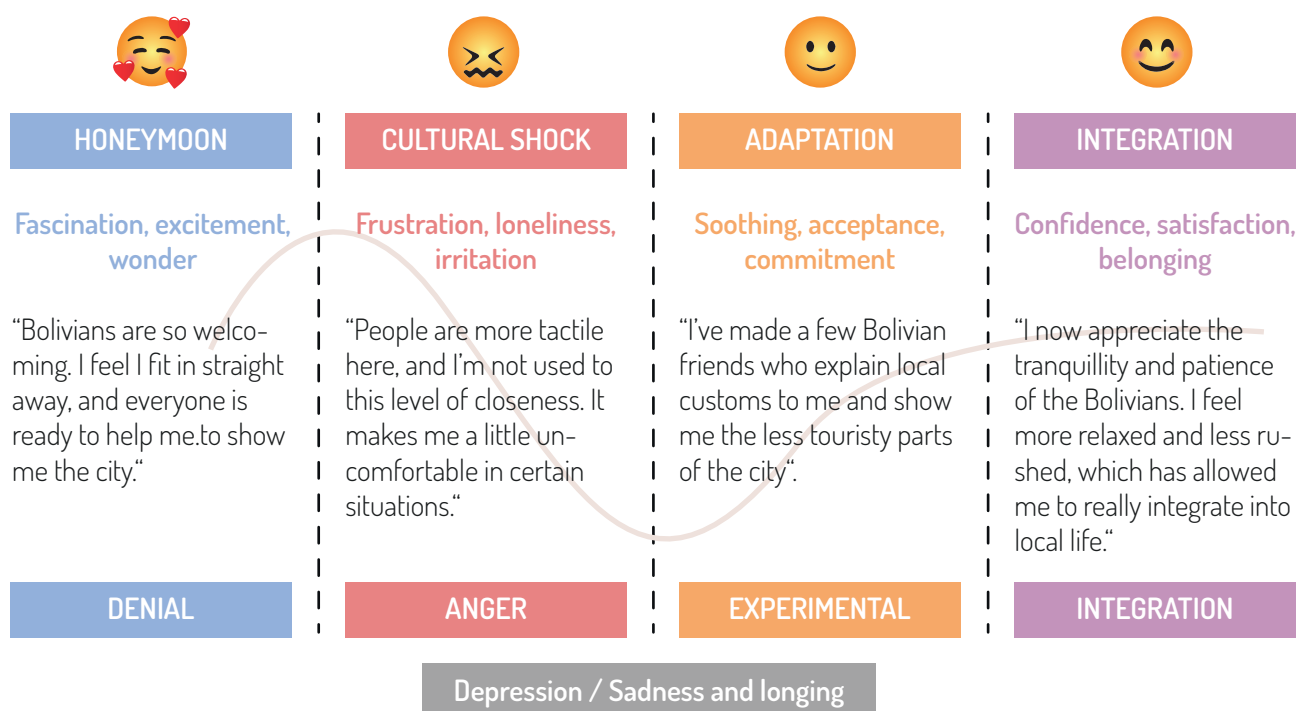 HONEYMOON
Fascination, excitement,
wonder
“Bolivians are so welco-
ming. I feel I fit in straight
away, and everyone is
ready to help me.to show
me the city.“
DENIAL
CULTURAL SHOCK
Frustration, loneliness,
irritation
“People are more tactile
here, and I’m not used to
this level of closeness. It
makes me a little un-
comfortable in certain
situations.“
ANGER
ADAPTATION
Soothing, acceptance,
commitment
“I’ve made a few Bolivian
friends who explain local
customs to me and show
me the less touristy parts
of the city“.
EXPERIMENTAL
INTEGRATION
Confidence, satisfaction,
belonging
“I now appreciate the
tranquillity and patience
of the Bolivians. I feel
more relaxed and less ru-
shed, which has allowed
me to really integrate into
local life.“
INTEGRATION
Depression / Sadness and longing